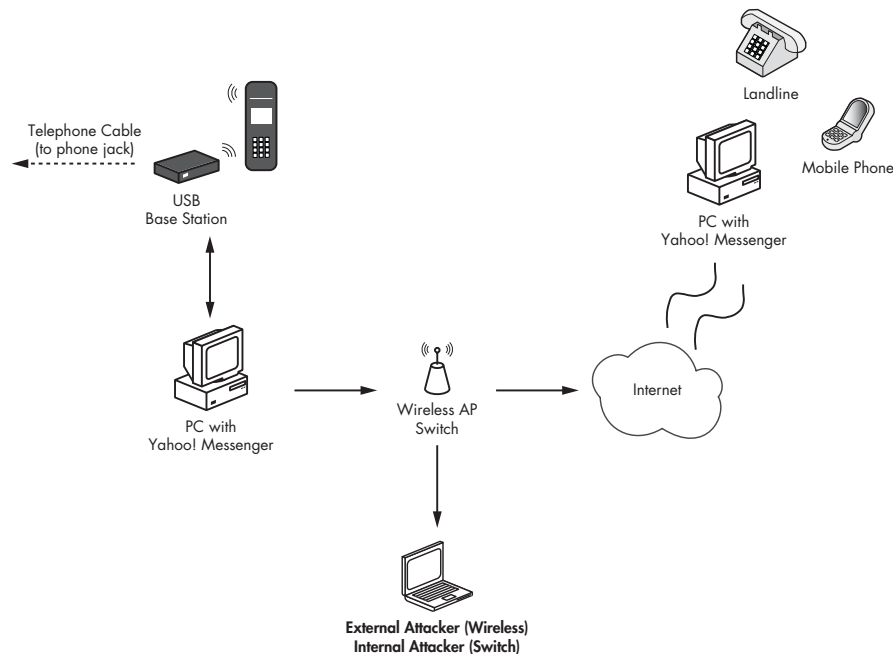 Landline
Mobile Phone
Telephone Cable
(to phone jack)
USB
Base Station
PC with
Yahoo! Messenger
PC with
Yahoo! Messenger
Wireless AP
Switch
Internet
External Attacker (Wireless)
Internal Attacker (Switch)